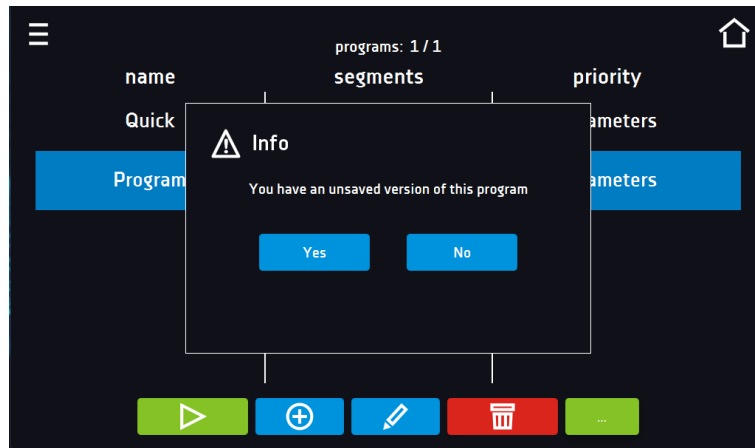 programs: 1 / 1
name segments priority
Quick ameters
Info
Program ameters
You have an unsaved version of this program
Yes No
...